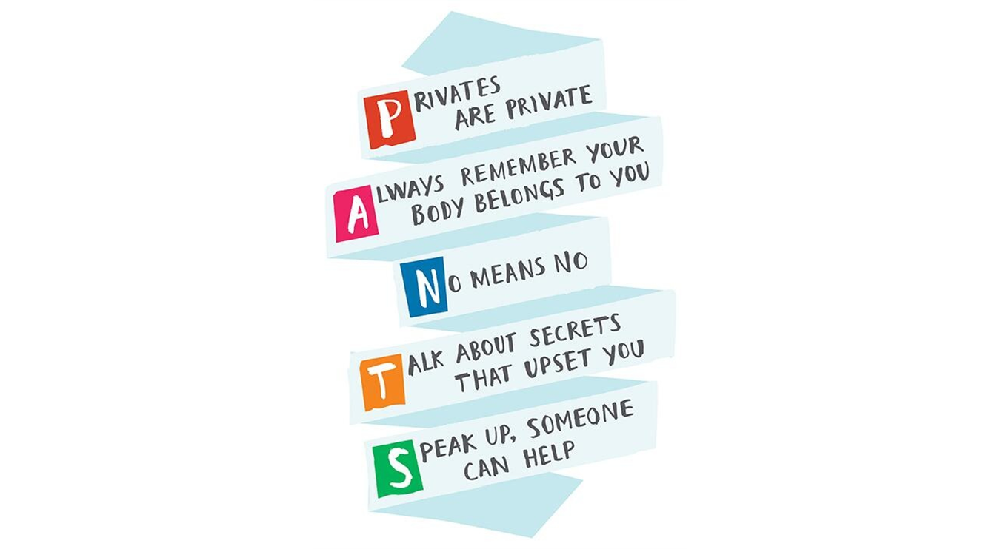 PRIVATES
ARE PRIVATE
ALWAYS REMEMBER YOUR
BODY BELONGS TO YOU
NO MEANS NO
TALK ABOUT SECRETS
THAT UPSET YOU
SPEAK UP, SOMEONE
CAN HELP